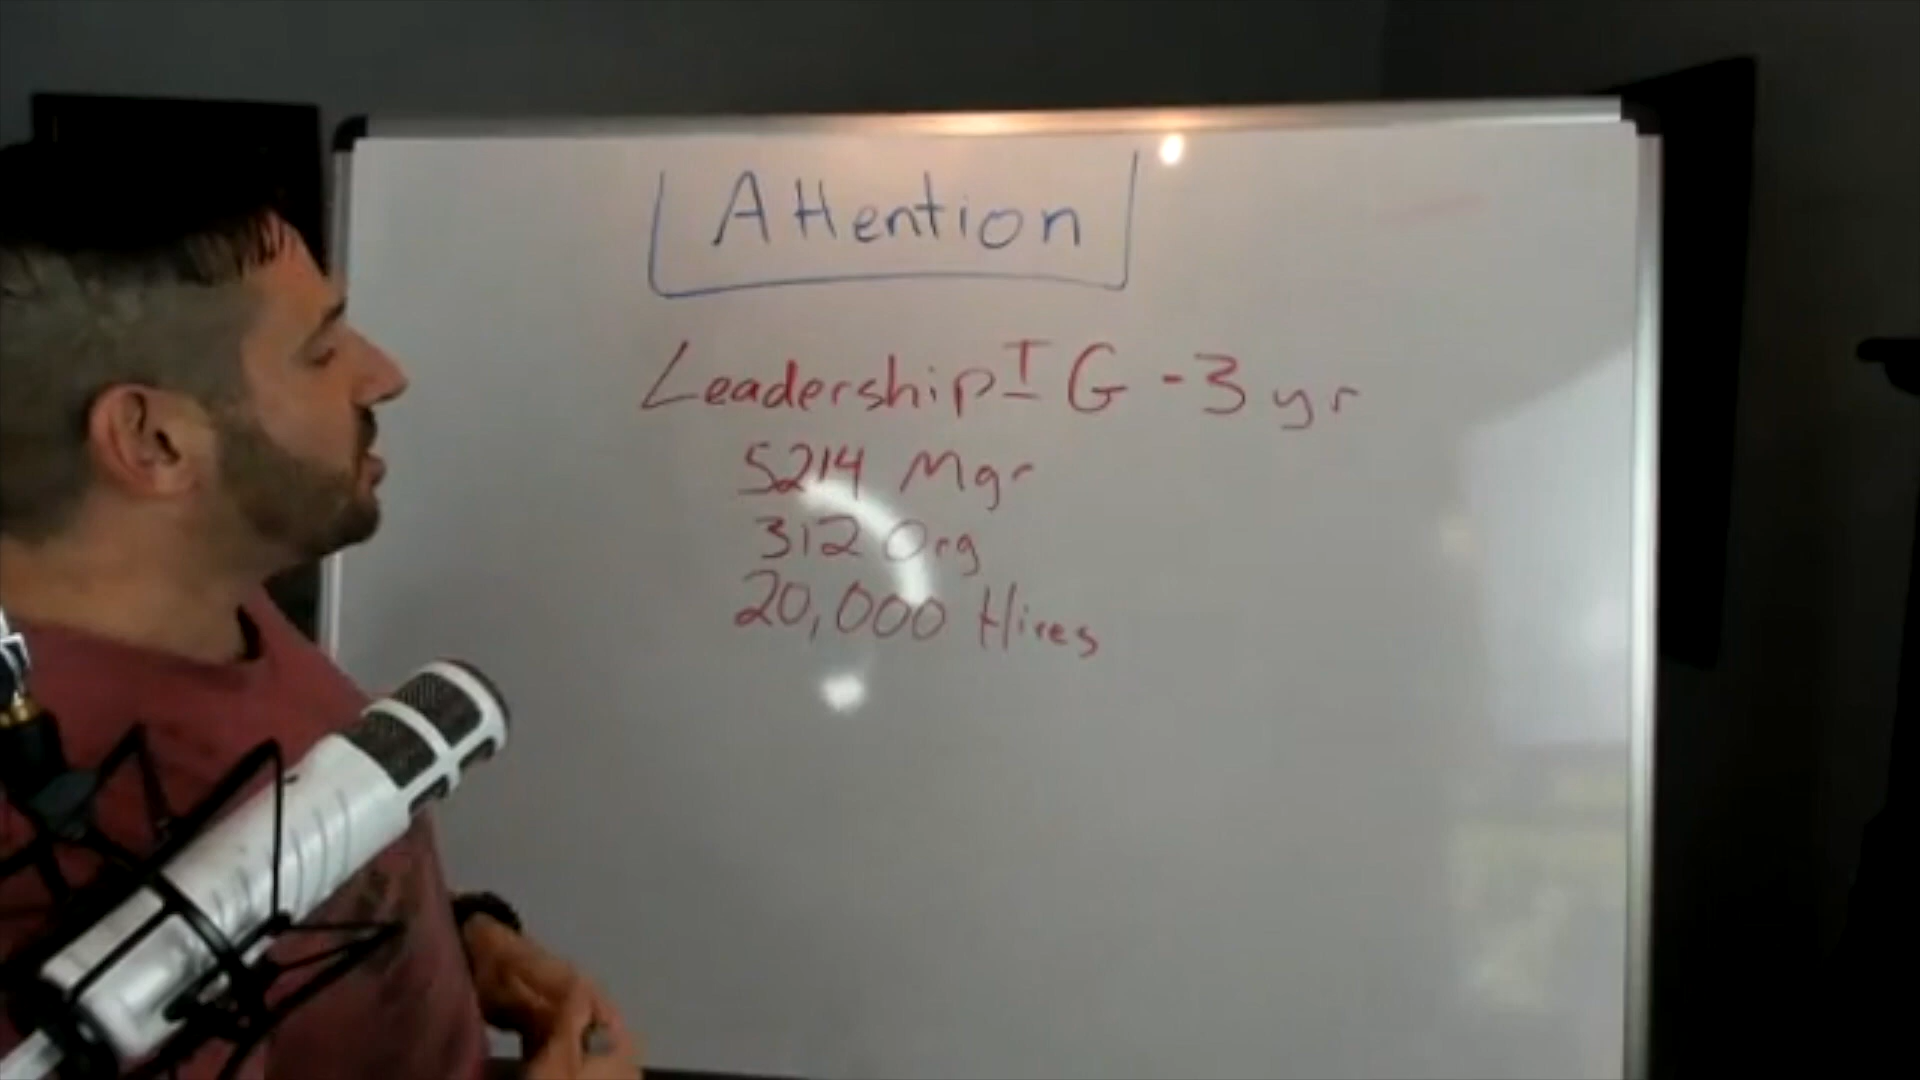 Attention
Leadership IG - 3 yr
5214 Mgr
312 Org
20,000 Hires